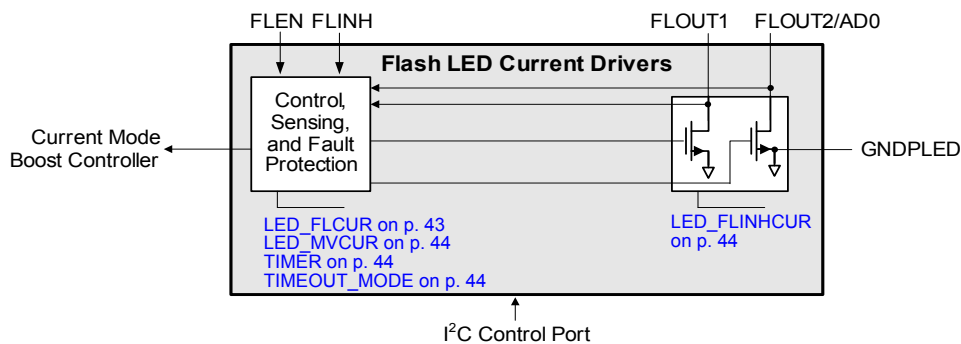 FLEN FLINH FLOUT1 FLOUT2/AD0
Flash LED Current Drivers
Control,
Sensing,
and Fault
Protection
Current Mode
Boost Controller
GNDPLED
LED_FLCUR on p. 43
LED_MVCUR on p. 44
TIMER on p. 44
TIMEOUT_MODE on p. 44
LED_FLINHCUR
on p. 44
I²C Control Port